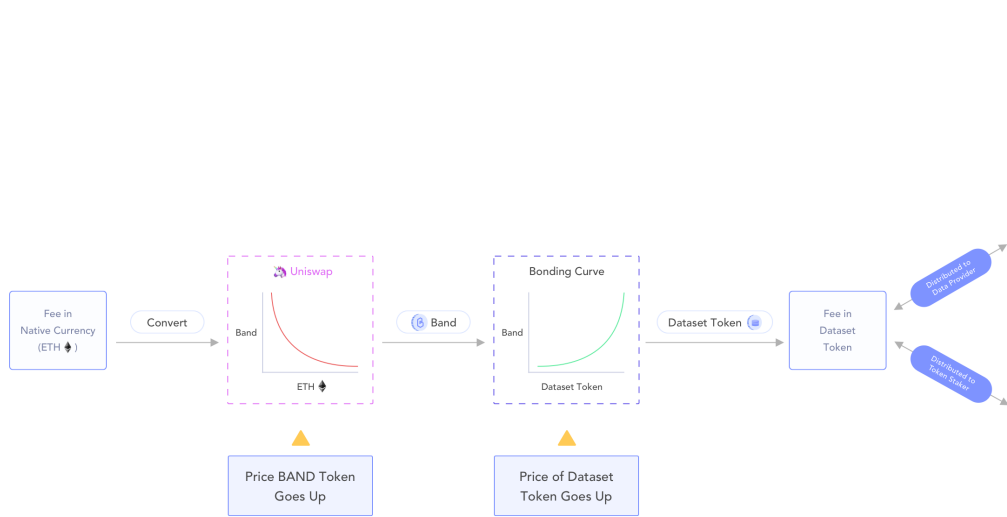 Fee in
Native Currency
(ETH )
Convert
Uniswap
Band
ETH
Price BAND Token
Goes Up
Band
Bonding Curve
Band
Dataset Token
Price of Dataset
Token Goes Up
Dataset Token
Fee in
Dataset
Token
Distributed to
Data Provider
Distributed to
Token Staker